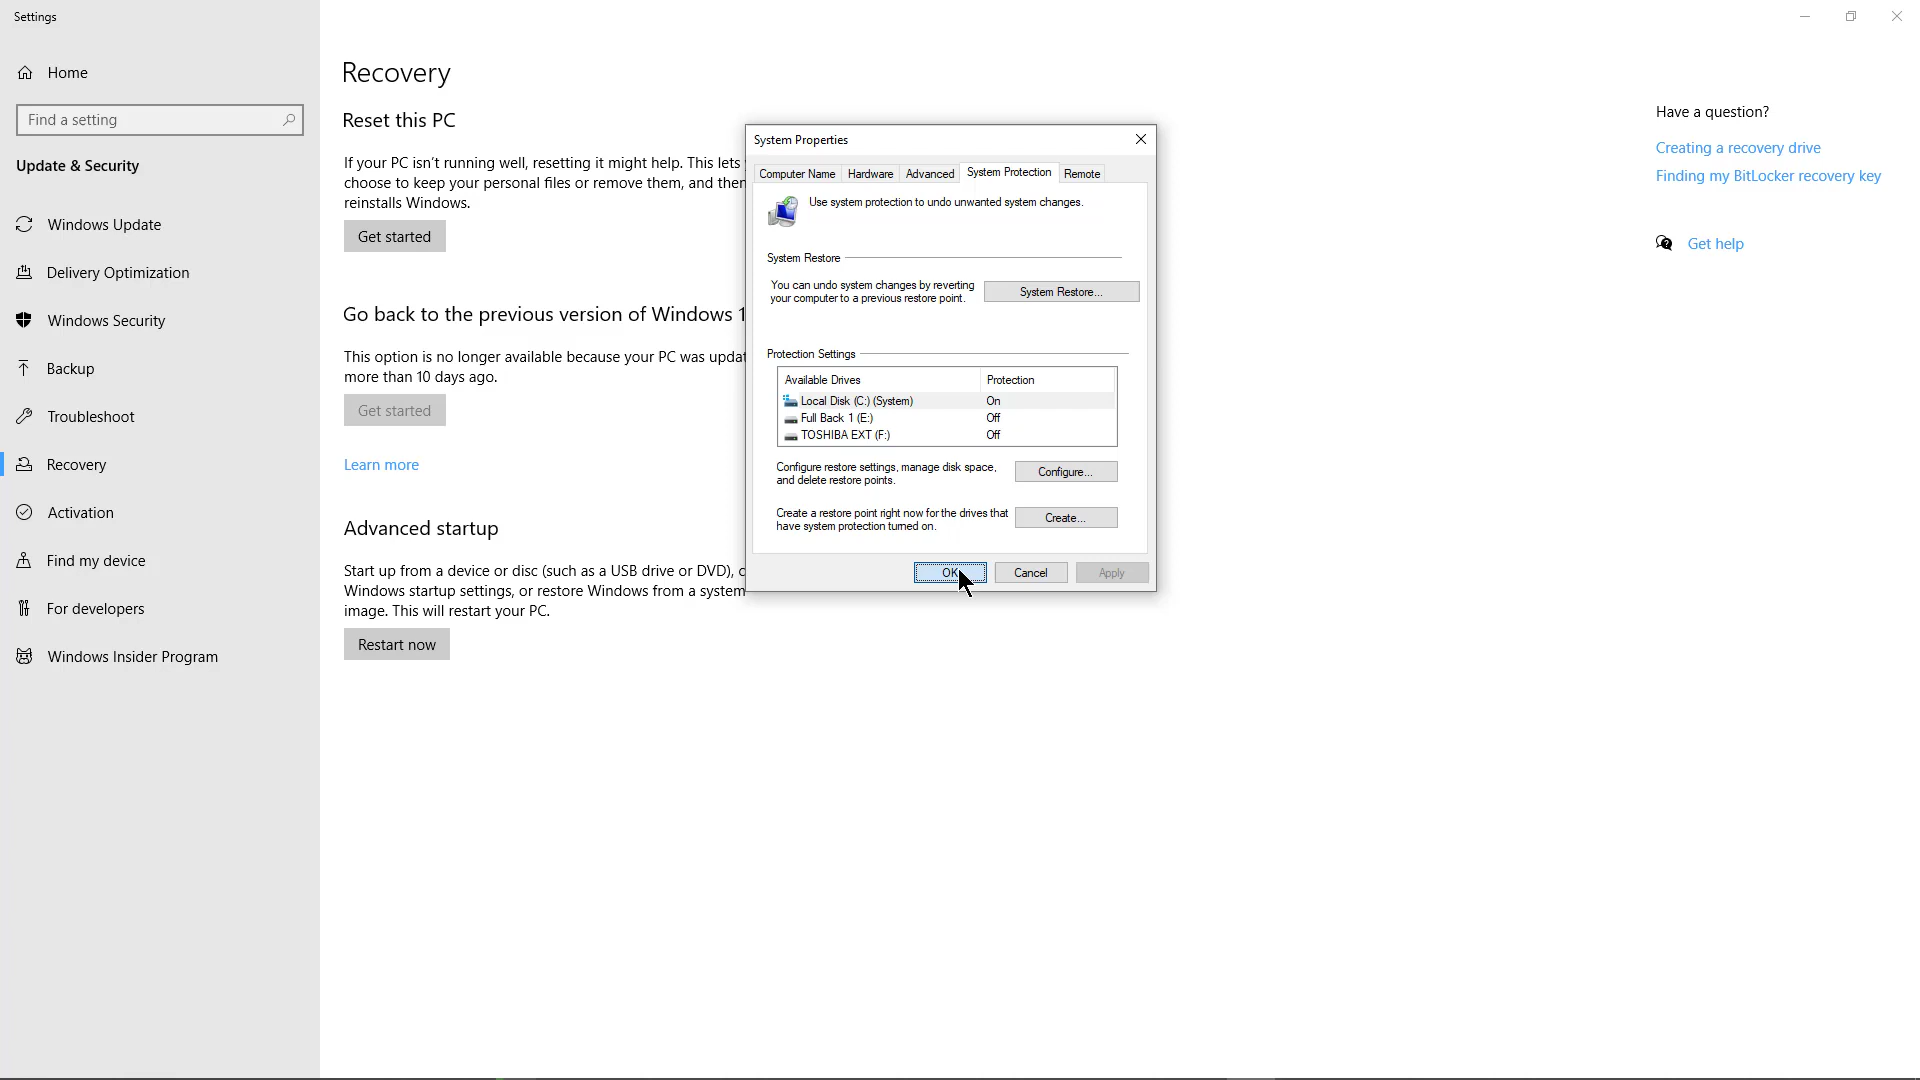 Settings
Home
Find a setting
Update & Security
Windows Update
Delivery Optimization
Windows Security
Backup
Troubleshoot
Recovery
Activation
Find my device
For developers
Windows Insider Program
Recovery
Reset this PC
If your PC isn't running well, resetting it might help. This lets
choose to keep your personal files or remove them, and then
reinstalls Windows.
Get started
Go back to the previous version of Windows 1
This option is no longer available because your PC was updat
more than 10 days ago.
Get started
Learn more
Advanced startup
Start up from a device or disc (such as a USB drive or DVD), c
Windows startup settings, or restore Windows from a system
image. This will restart your PC.
Restart now
System Properties
Computer Name Hardware Advanced System Protection Remote
Use system protection to undo unwanted system changes.
System Restore
You can undo system changes by reverting
your computer to a previous restore point.
System Restore...
Protection Settings
Available Drives Protection
Local Disk (C:) (System) On
Full Back 1 (E:) Off
TOSHIBA EXT (F:) Off
Configure restore settings, manage disk space,
and delete restore points.
Configure...
Create a restore point right now for the drives that
have system protection turned on.
Create...
OK Cancel Apply
Have a question?
Creating a recovery drive
Finding my BitLocker recovery key
Get help